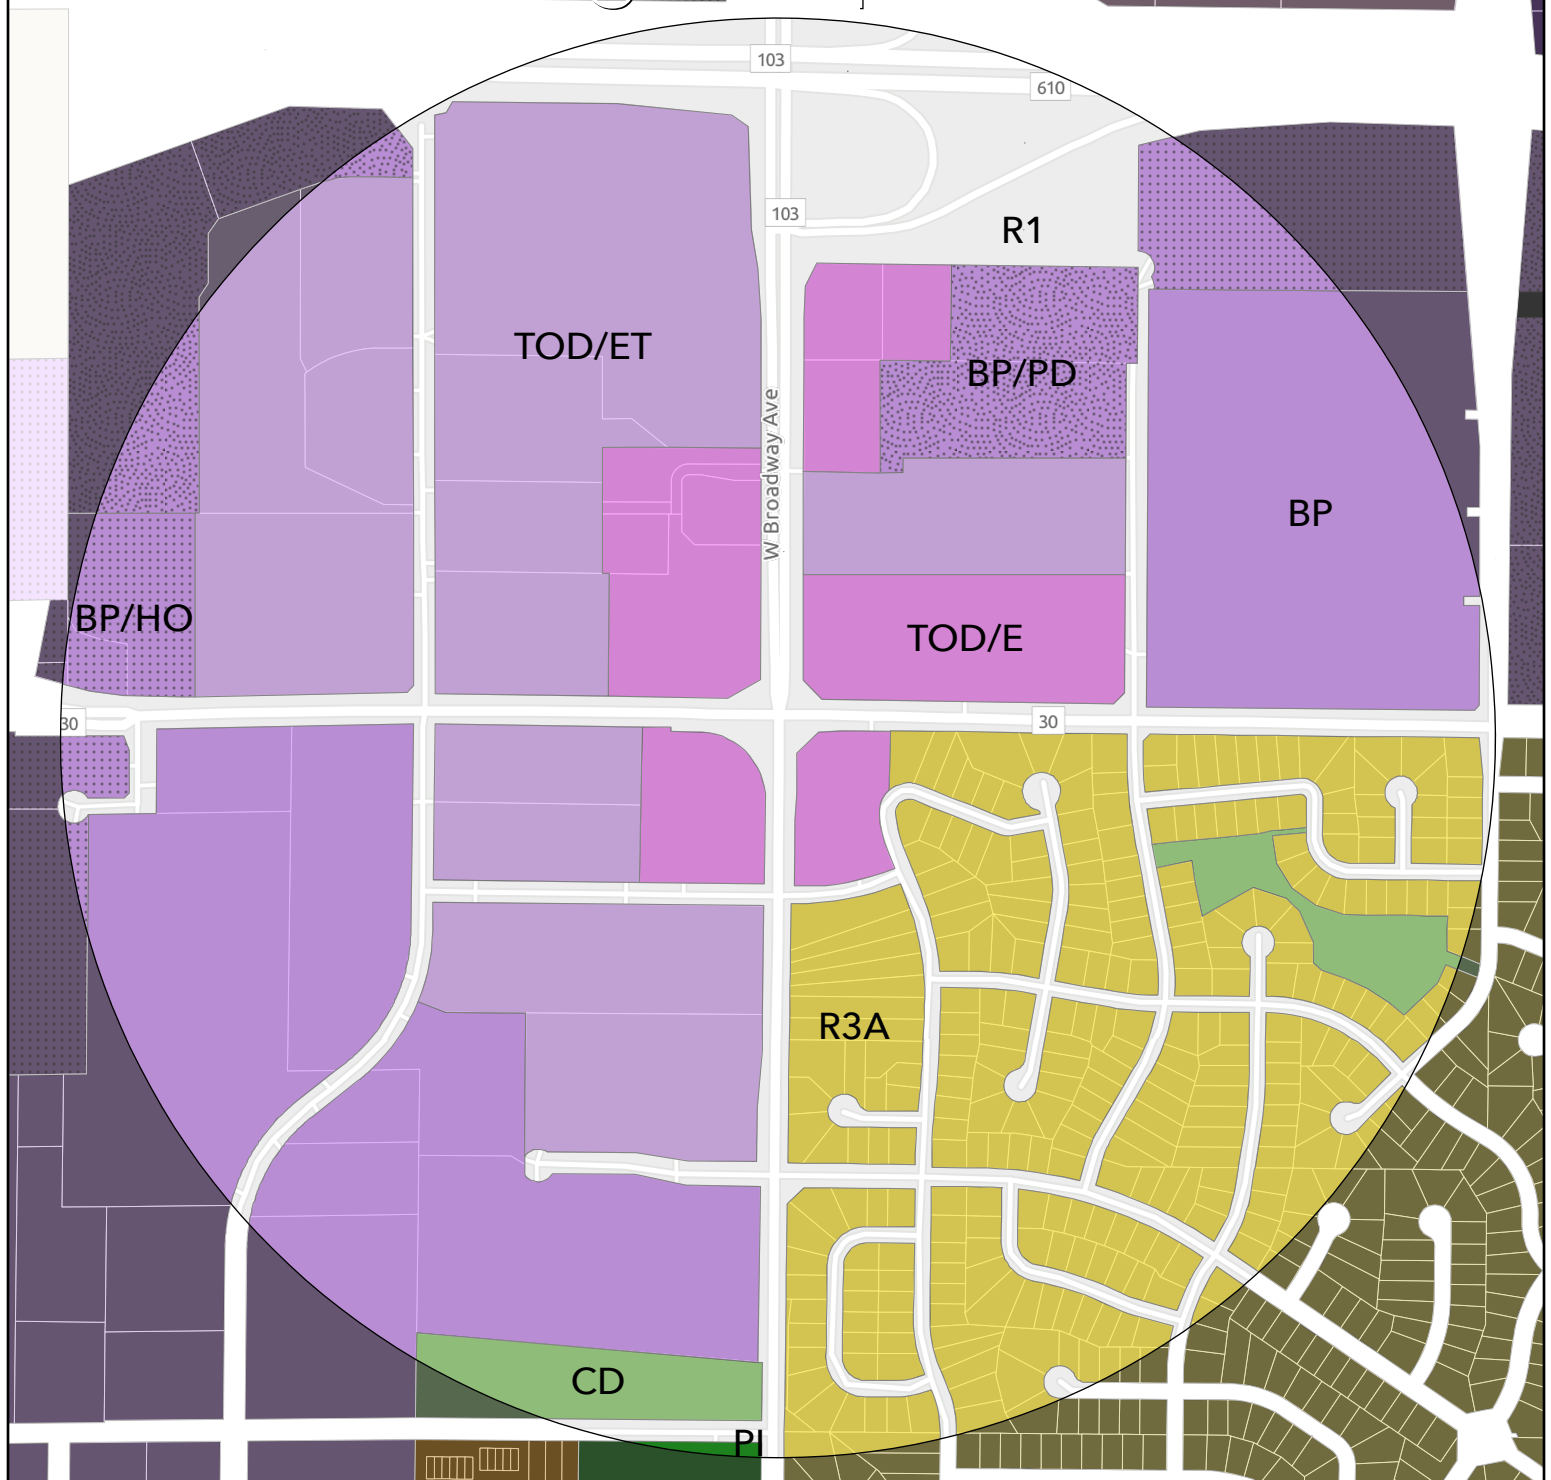 103
610
103
R1
TOD/ET
BP/PD
W Broadway Ave
BP
BP/HO
TOD/E
30
30
R3A
CD
PI